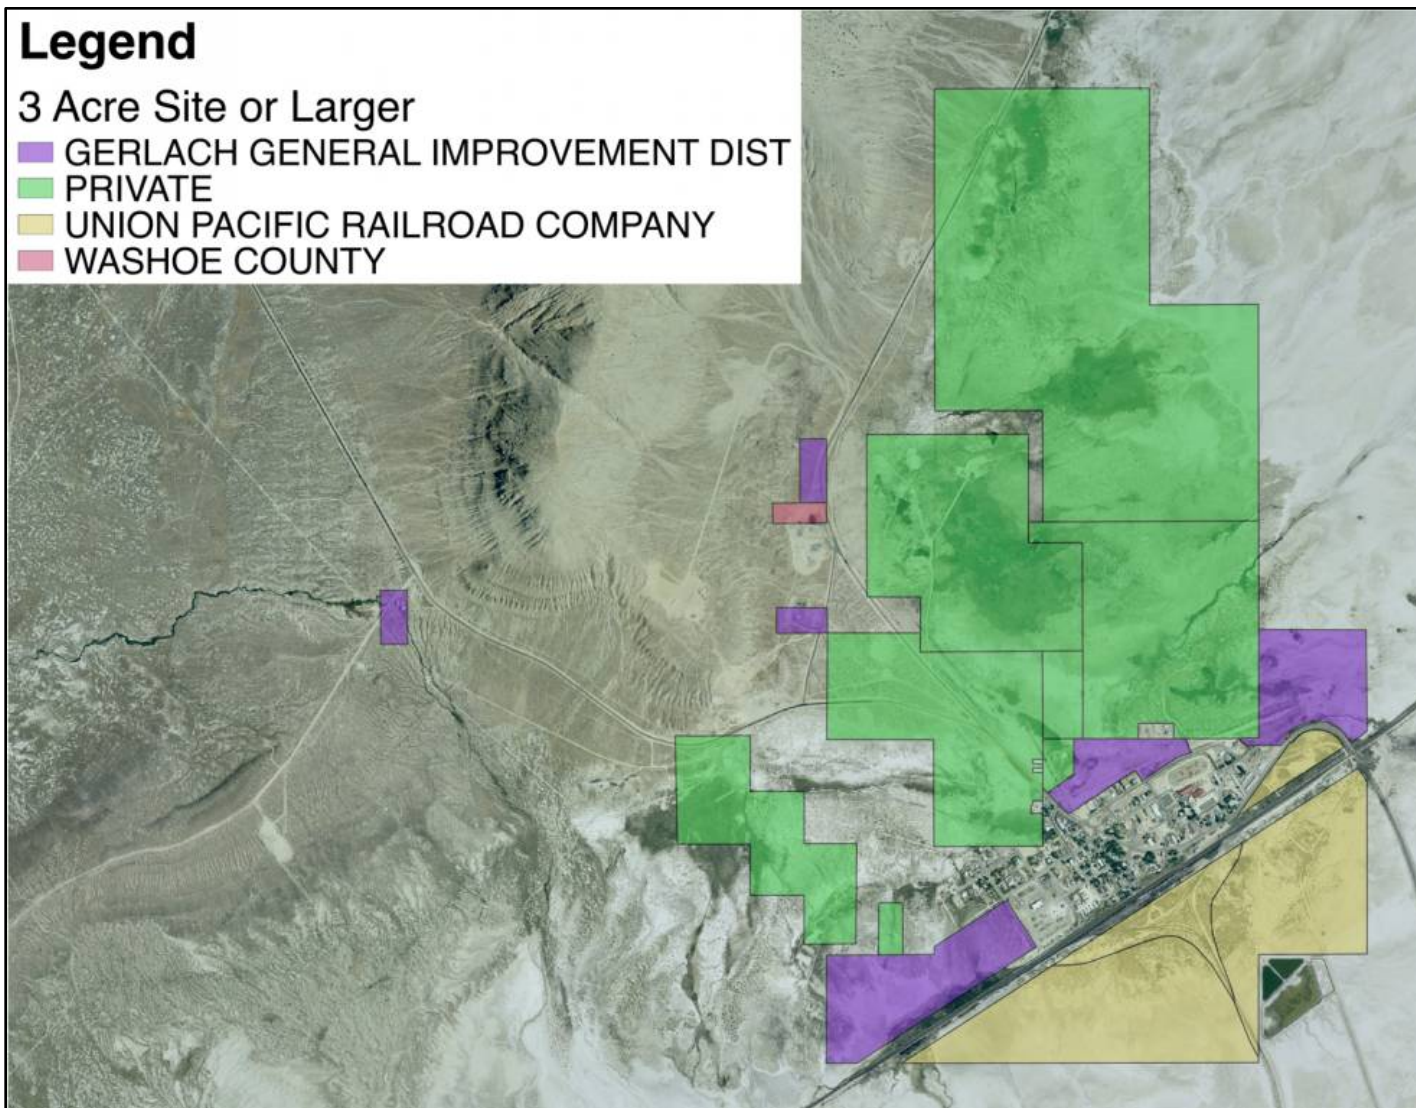 Legend
3 Acre Site or Larger
GERLACH GENERAL IMPROVEMENT DIST
PRIVATE
UNION PACIFIC RAILROAD COMPANY
WASHOE COUNTY